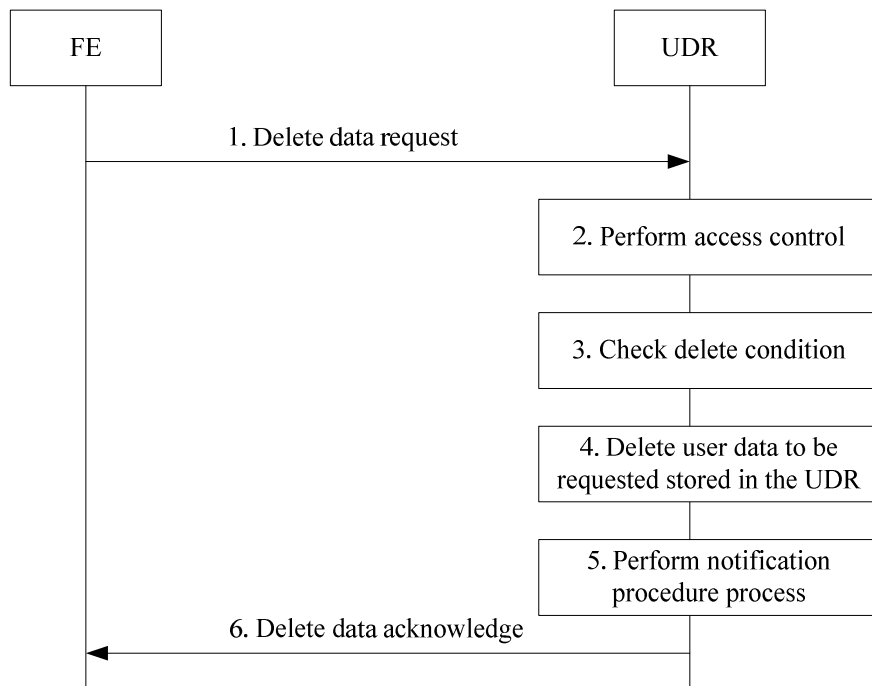 FE
UDR
1. Delete data request
2. Perform access control
3. Check delete condition
4. Delete user data to be
requested stored in the UDR
5. Perform notification
procedure process
6. Delete data acknowledge